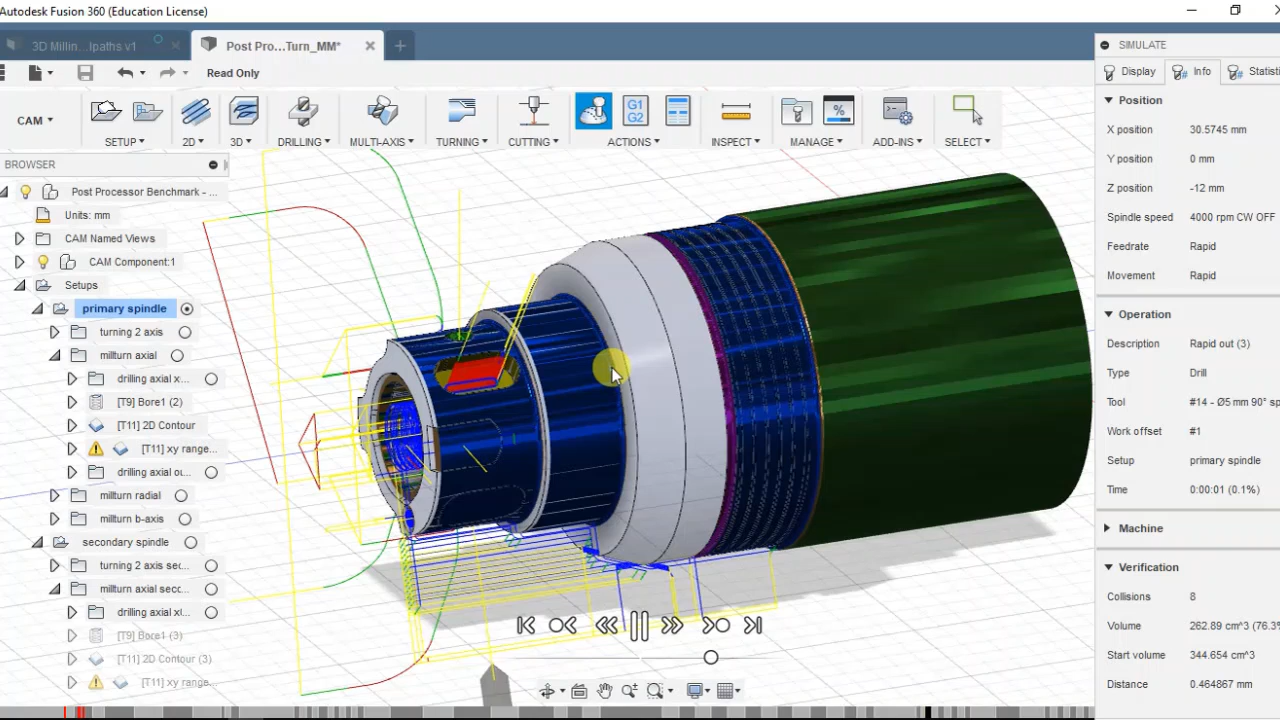 Autodesk Fusion 360 (Education License)
3D Millin...lpaths v1
Post Pro...Turn_MM*
Read Only
SIMULATE
Display
Info
Statisti
CAM
SETUP
2D
3D
DRILLING
MULTI-AXIS
TURNING
CUTTING
G1
G2
ACTIONS
INSPECT
MANAGE
ADD-INS
SELECT
BROWSER
Post Processor Benchmark - ...
Units: mm
CAM Named Views
CAM Component:1
Setups
primary spindle
turning 2 axis
millturn axial
drilling axial x...
[T9] Bore1 (2)
[T11] 2D Contour
[T11] xy range...
drilling axial ou...
millturn radial
millturn b-axis
secondary spindle
turning 2 axis sec...
millturn axial secc...
drilling axial xl...
[T9] Bore1 (3)
[T11] 2D Contour (3)
[T11] xy range...
Position
X position 30.5745 mm
Y position 0 mm
Z position -12 mm
Spindle speed 4000 rpm CW OFF
Feedrate Rapid
Movement Rapid
Operation
Description Rapid out (3)
Type Drill
Tool #14 - Ø5 mm 90° sp
Work offset #1
Setup primary spindle
Time 0:00:01 (0.1%)
Machine
Verification
Collisions 8
Volume 262.89 cm^3 (76.3%
Start volume 344.654 cm^3
Distance 0.464867 mm